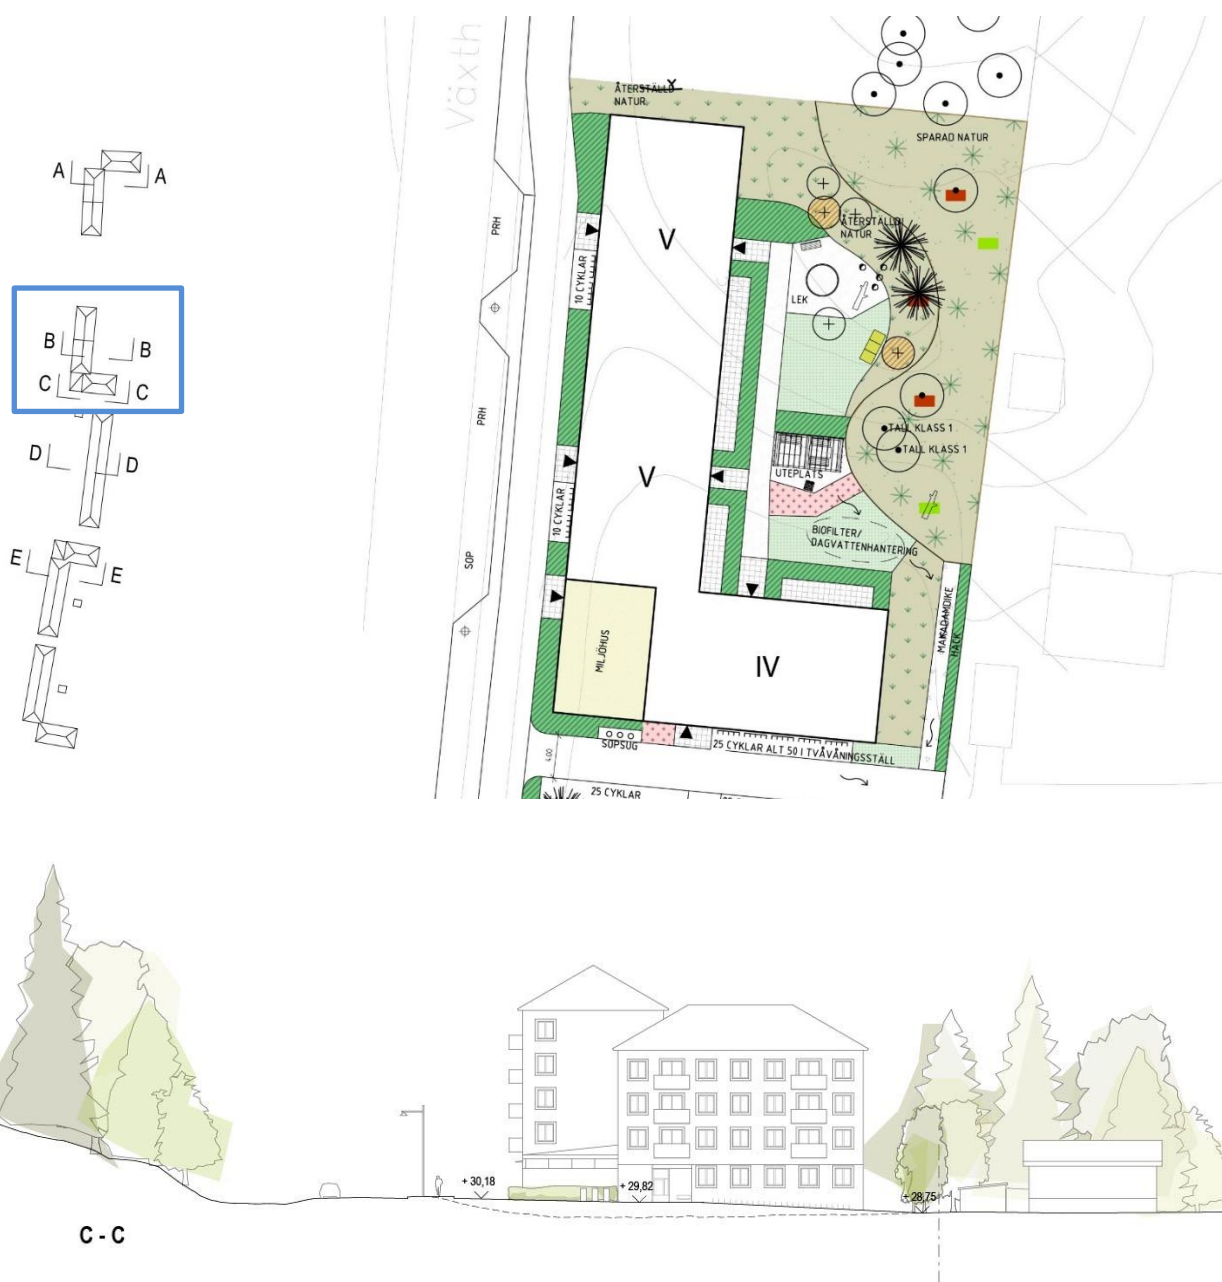 Växth
ÅTERSTÄLLD
NATUR
SPARAD NATUR
A
A
PRH
V
ÅTERSTÄLLD
NATUR
10 CYKLAR
LEK
B
B
C
C
PRH
TALL KLASS 1
TALL KLASS 1
D
D
V
UTEPLATS
10 CYKLAR
BIOFILTER/
DAGVATTENHANTERING
SOP
E
E
MAKADAMDIKE
HÄCK
MILJÖHUS
IV
SOPSUG
25 CYKLAR ALT 50 I TVÅVÅNINGSSTÄLL
4.00
25 CYKLAR
+ 30,18
+ 29,82
+ 28,75
C - C